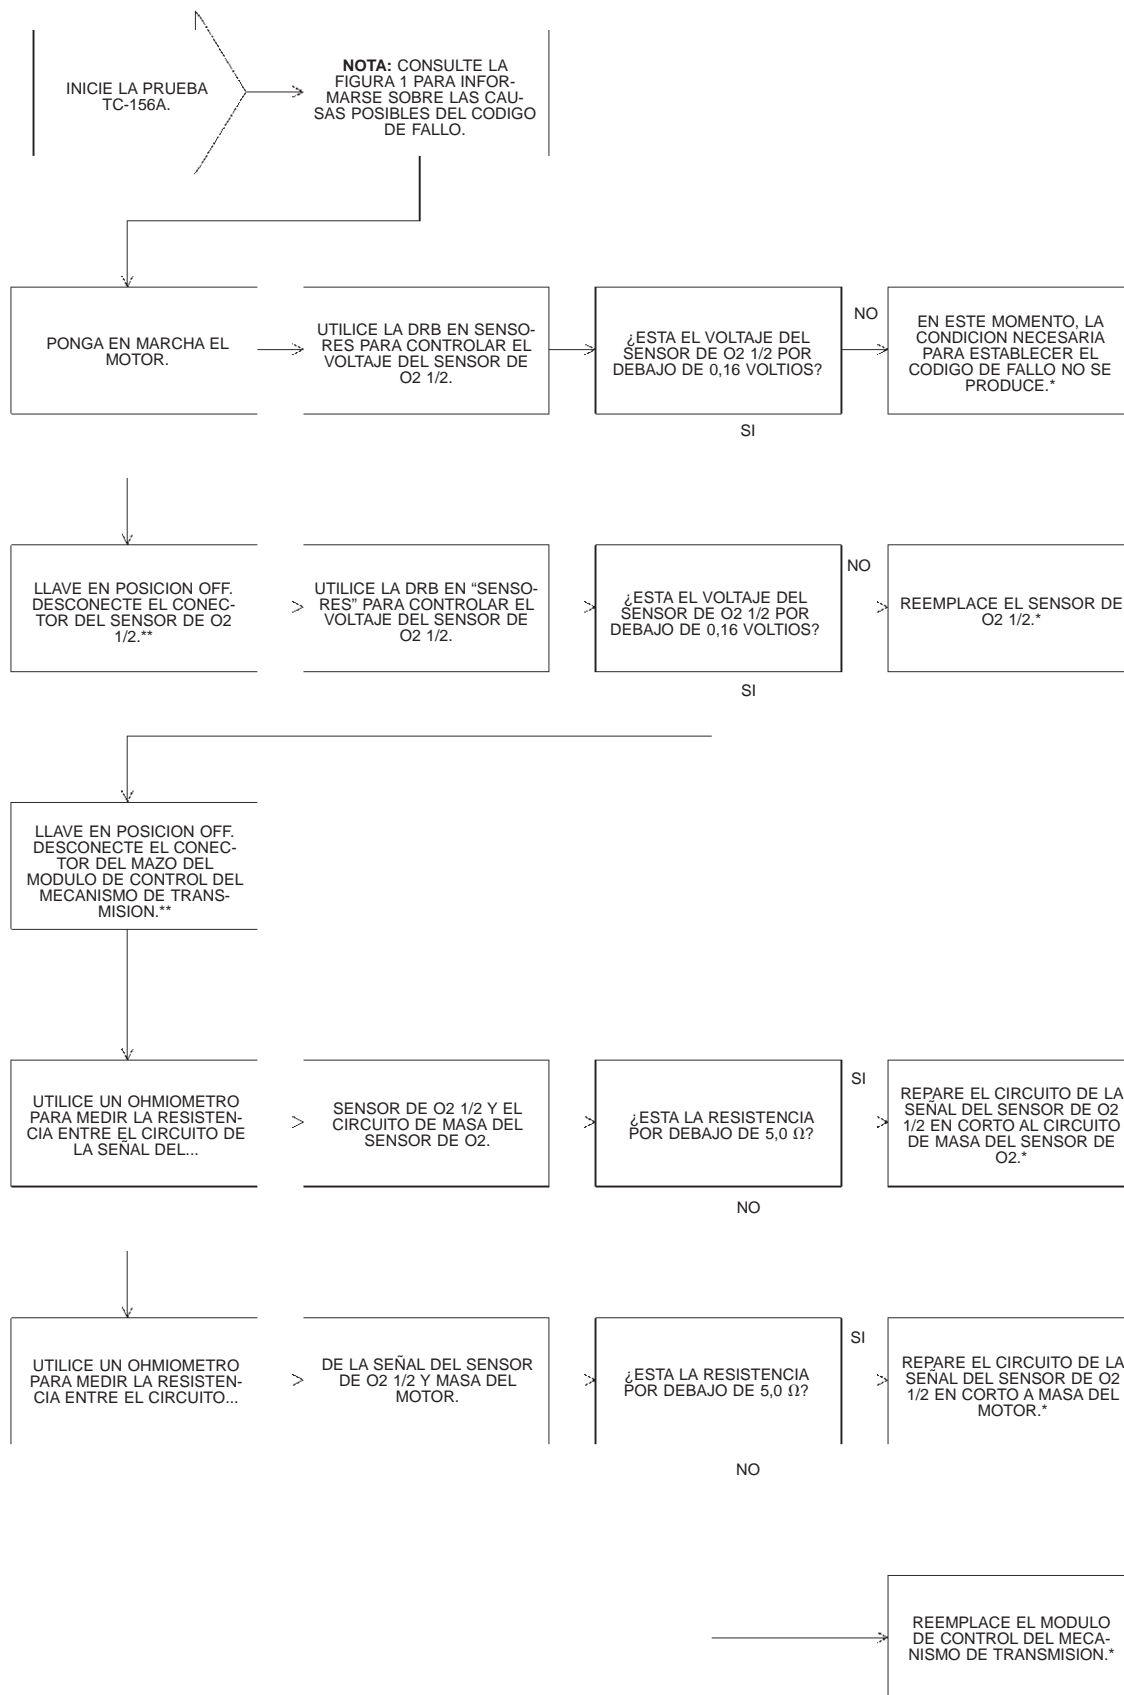 INICIE LA PRUEBA
TC-156A.
NOTA: CONSULTE LA
FIGURA 1 PARA INFOR-
MARSE SOBRE LAS CAU-
SAS POSIBLES DEL CODIGO
DE FALLO.
PONGA EN MARCHA EL
MOTOR.
UTILICE LA DRB EN SENSO-
RES PARA CONTROLAR EL
VOLTAJE DEL SENSOR DE
O2 1/2.
¿ESTA EL VOLTAJE DEL
SENSOR DE O2 1/2 POR
DEBAJO DE 0,16 VOLTIOS?
NO
EN ESTE MOMENTO, LA
CONDICION NECESARIA
PARA ESTABLECER EL
CODIGO DE FALLO NO SE
PRODUCE.*
SI
LLAVE EN POSICION OFF.
DESCONECTE EL CONEC-
TOR DEL SENSOR DE O2
1/2.**
UTILICE LA DRB EN “SENSO-
RES” PARA CONTROLAR EL
VOLTAJE DEL SENSOR DE
O2 1/2.
¿ESTA EL VOLTAJE DEL
SENSOR DE O2 1/2 POR
DEBAJO DE 0,16 VOLTIOS?
NO
REEMPLACE EL SENSOR DE
O2 1/2.*
SI
LLAVE EN POSICION OFF.
DESCONECTE EL CONEC-
TOR DEL MAZO DEL
MODULO DE CONTROL DEL
MECANISMO DE TRANS-
MISION.**
UTILICE UN OHMIOMETRO
PARA MEDIR LA RESISTEN-
CIA ENTRE EL CIRCUITO DE
LA SEÑAL DEL...
SENSOR DE O2 1/2 Y EL
CIRCUITO DE MASA DEL
SENSOR DE O2.
¿ESTA LA RESISTENCIA
POR DEBAJO DE 5,0 Ω?
SI
REPARE EL CIRCUITO DE LA
SEÑAL DEL SENSOR DE O2
1/2 EN CORTO AL CIRCUITO
DE MASA DEL SENSOR DE
O2.*
NO
UTILICE UN OHMIOMETRO
PARA MEDIR LA RESISTEN-
CIA ENTRE EL CIRCUITO...
DE LA SEÑAL DEL SENSOR
DE O2 1/2 Y MASA DEL
MOTOR.
¿ESTA LA RESISTENCIA
POR DEBAJO DE 5,0 Ω?
SI
REPARE EL CIRCUITO DE LA
SEÑAL DEL SENSOR DE O2
1/2 EN CORTO A MASA DEL
MOTOR.*
NO
REEMPLACE EL MODULO
DE CONTROL DEL MECA-
NISMO DE TRANSMISION.*